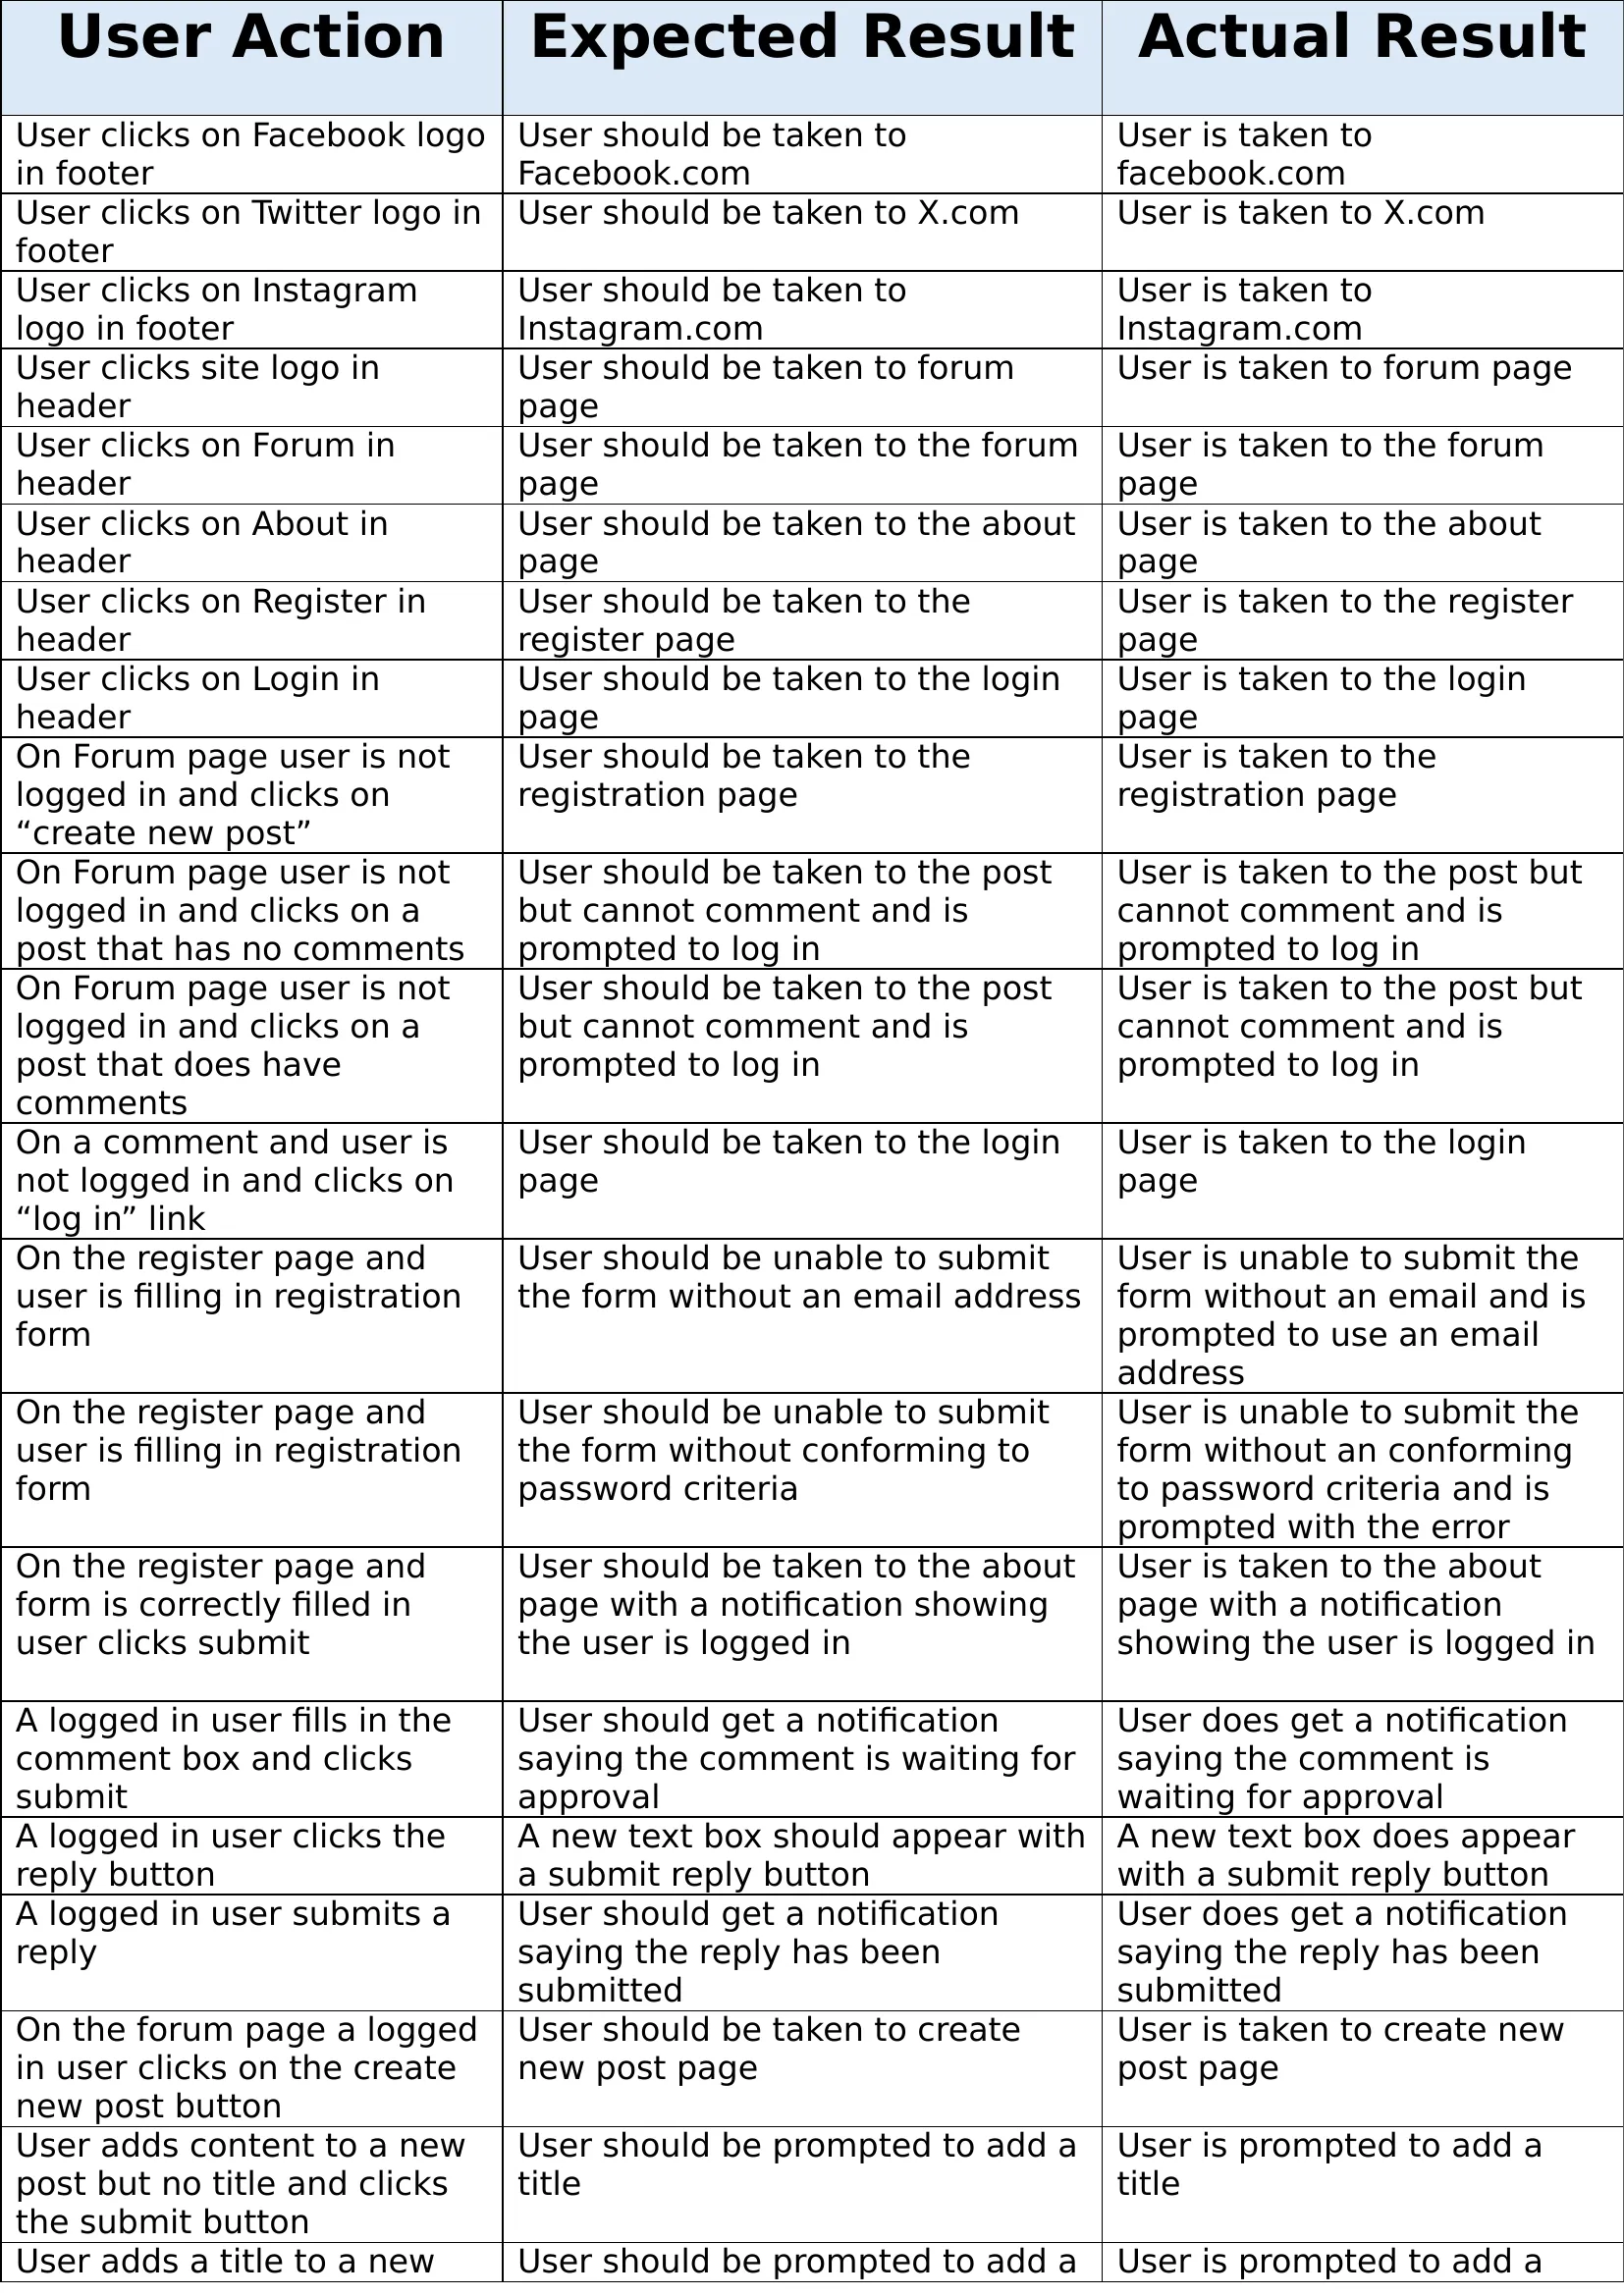 User Action
Expected Result
Actual Result
User clicks on Facebook logo
in footer
User should be taken to
Facebook.com
User is taken to
facebook.com
User clicks on Twitter logo in
footer
User should be taken to X.com
User is taken to X.com
User clicks on Instagram
logo in footer
User should be taken to
Instagram.com
User is taken to
Instagram.com
User clicks site logo in
header
User should be taken to forum
page
User is taken to forum page
User clicks on Forum in
header
User should be taken to the forum
page
User is taken to the forum
page
User clicks on About in
header
User should be taken to the about
page
User is taken to the about
page
User clicks on Register in
header
User should be taken to the
register page
User is taken to the register
page
User clicks on Login in
header
User should be taken to the login
page
User is taken to the login
page
On Forum page user is not
logged in and clicks on
“create new post”
User should be taken to the
registration page
User is taken to the
registration page
On Forum page user is not
logged in and clicks on a
post that has no comments
User should be taken to the post
but cannot comment and is
prompted to log in
User is taken to the post but
cannot comment and is
prompted to log in
On Forum page user is not
logged in and clicks on a
post that does have
comments
User should be taken to the post
but cannot comment and is
prompted to log in
User is taken to the post but
cannot comment and is
prompted to log in
On a comment and user is
not logged in and clicks on
“log in” link
User should be taken to the login
page
User is taken to the login
page
On the register page and
user is filling in registration
form
User should be unable to submit
the form without an email address
User is unable to submit the
form without an email and is
prompted to use an email
address
On the register page and
user is filling in registration
form
User should be unable to submit
the form without conforming to
password criteria
User is unable to submit the
form without an conforming
to password criteria and is
prompted with the error
On the register page and
form is correctly filled in
user clicks submit
User should be taken to the about
page with a notification showing
the user is logged in
User is taken to the about
page with a notification
showing the user is logged in
A logged in user fills in the
comment box and clicks
submit
User should get a notification
saying the comment is waiting for
approval
User does get a notification
saying the comment is
waiting for approval
A logged in user clicks the
reply button
A new text box should appear with
a submit reply button
A new text box does appear
with a submit reply button
A logged in user submits a
reply
User should get a notification
saying the reply has been
submitted
User does get a notification
saying the reply has been
submitted
On the forum page a logged
in user clicks on the create
new post button
User should be taken to create
new post page
User is taken to create new
post page
User adds content to a new
post but no title and clicks
the submit button
User should be prompted to add a
title
User is prompted to add a
title
User adds a title to a new
User should be prompted to add a
User is prompted to add a